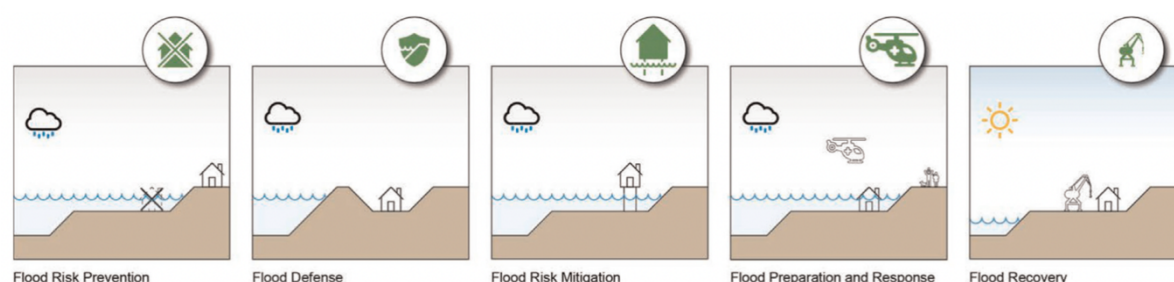 Flood Risk Prevention
Flood Defense
Flood Risk Mitigation
Flood Preparation and Response
Flood Recovery